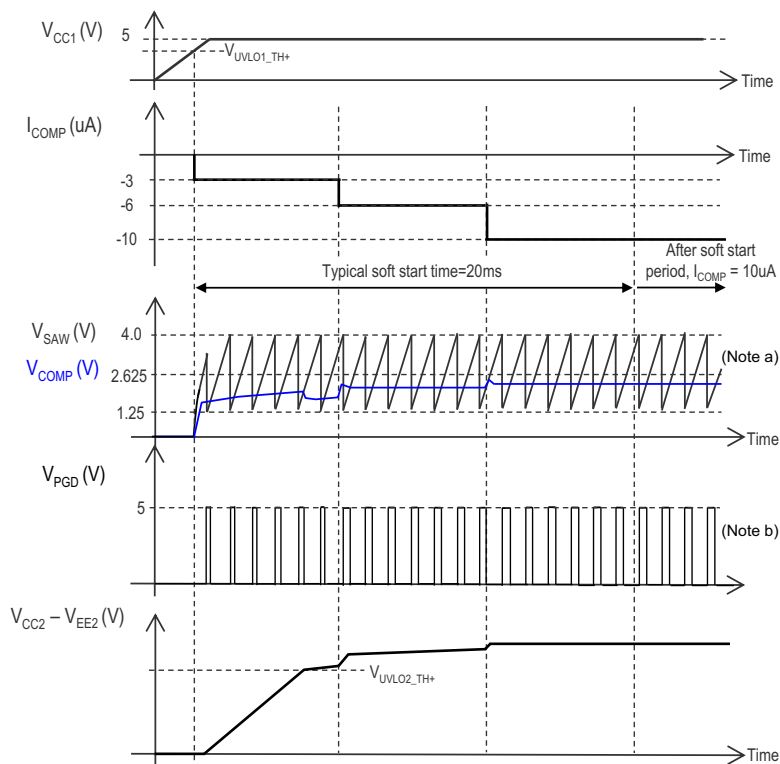 V_CC1 (V)
5
V_UVLO1_TH+
Time
I_COMP (uA)
Time
-3
-6
-10
After soft start
Typical soft start time=20ms
period, I_COMP = 10uA
V_SAW (V)
4.0
V_COMP (V)
2.625
(Note a)
1.25
Time
V_PGD (V)
5
(Note b)
V_CC2 – V_EE2 (V)
V_UVLO2_TH+
Time